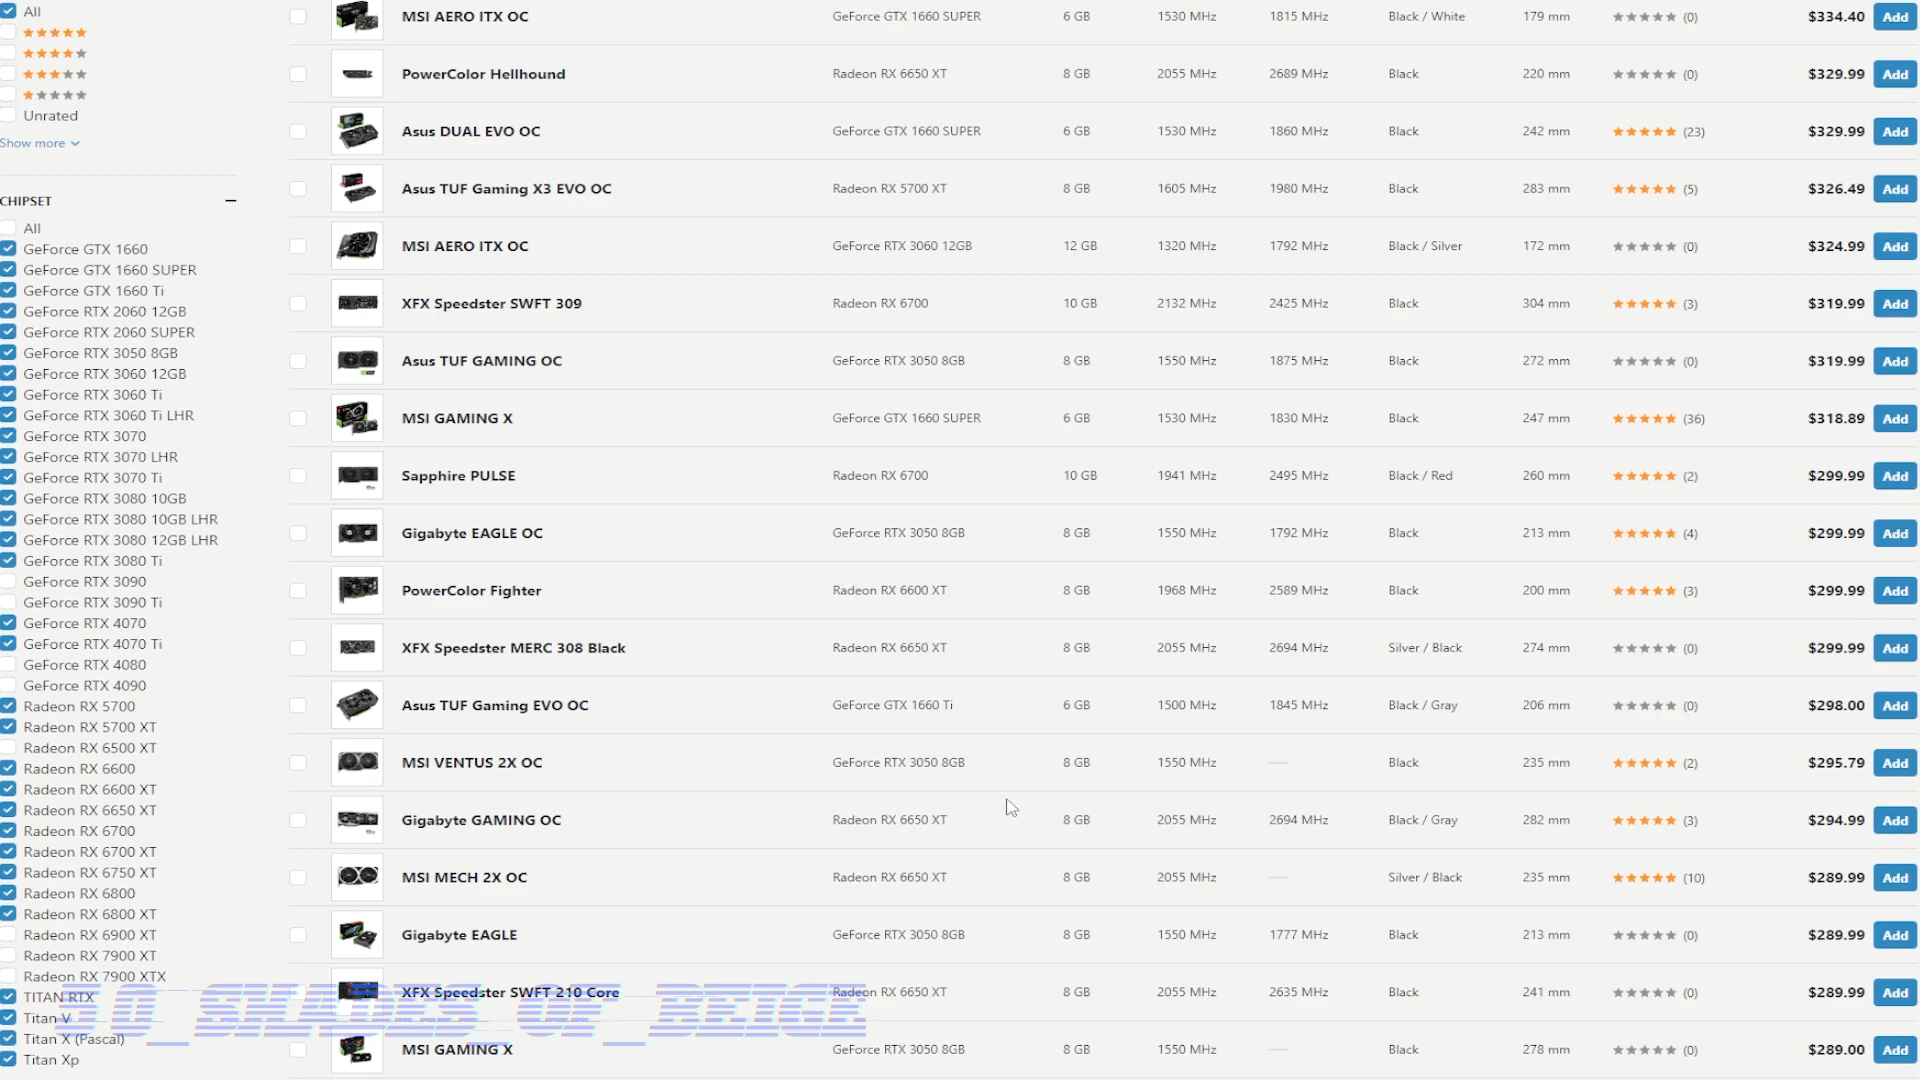 All
Unrated
Show more
CHIPSET
All
GeForce GTX 1660
GeForce GTX 1660 SUPER
GeForce GTX 1660 Ti
GeForce RTX 2060 12GB
GeForce RTX 2060 SUPER
GeForce RTX 3050 8GB
GeForce RTX 3060 12GB
GeForce RTX 3060 Ti
GeForce RTX 3060 Ti LHR
GeForce RTX 3070
GeForce RTX 3070 LHR
GeForce RTX 3070 Ti
GeForce RTX 3080 10GB
GeForce RTX 3080 10GB LHR
GeForce RTX 3080 12GB LHR
GeForce RTX 3080 Ti
GeForce RTX 3090
GeForce RTX 3090 Ti
GeForce RTX 4070
GeForce RTX 4070 Ti
GeForce RTX 4080
GeForce RTX 4090
Radeon RX 5700
Radeon RX 5700 XT
Radeon RX 6500 XT
Radeon RX 6600
Radeon RX 6600 XT
Radeon RX 6650 XT
Radeon RX 6700
Radeon RX 6700 XT
Radeon RX 6750 XT
Radeon RX 6800
Radeon RX 6800 XT
Radeon RX 6900 XT
Radeon RX 7900 XT
Radeon RX 7900 XTX
TITAN RTX
Titan V
Titan X (Pascal)
Titan Xp
MSI AERO ITX OC GeForce GTX 1660 SUPER 6 GB 1530 MHz 1815 MHz Black / White 179 mm (0) $334.40 Add
PowerColor Hellhound Radeon RX 6650 XT 8 GB 2055 MHz 2689 MHz Black 220 mm (0) $329.99 Add
Asus DUAL EVO OC GeForce GTX 1660 SUPER 6 GB 1530 MHz 1860 MHz Black 242 mm (23) $329.99 Add
Asus TUF Gaming X3 EVO OC Radeon RX 5700 XT 8 GB 1605 MHz 1980 MHz Black 283 mm (5) $326.49 Add
MSI AERO ITX OC GeForce RTX 3060 12GB 12 GB 1320 MHz 1792 MHz Black / Silver 172 mm (0) $324.99 Add
XFX Speedster SWFT 309 Radeon RX 6700 10 GB 2132 MHz 2425 MHz Black 304 mm (3) $319.99 Add
Asus TUF GAMING OC GeForce RTX 3050 8GB 8 GB 1550 MHz 1875 MHz Black 272 mm (0) $319.99 Add
MSI GAMING X GeForce GTX 1660 SUPER 6 GB 1530 MHz 1830 MHz Black 247 mm (36) $318.89 Add
Sapphire PULSE Radeon RX 6700 10 GB 1941 MHz 2495 MHz Black / Red 260 mm (2) $299.99 Add
Gigabyte EAGLE OC GeForce RTX 3050 8GB 8 GB 1550 MHz 1792 MHz Black 213 mm (4) $299.99 Add
PowerColor Fighter Radeon RX 6600 XT 8 GB 1968 MHz 2589 MHz Black 200 mm (3) $299.99 Add
XFX Speedster MERC 308 Black Radeon RX 6650 XT 8 GB 2055 MHz 2694 MHz Silver / Black 274 mm (0) $299.99 Add
Asus TUF Gaming EVO OC GeForce GTX 1660 Ti 6 GB 1500 MHz 1845 MHz Black / Gray 206 mm (0) $298.00 Add
MSI VENTUS 2X OC GeForce RTX 3050 8GB 8 GB 1550 MHz — Black 235 mm (2) $295.79 Add
Gigabyte GAMING OC Radeon RX 6650 XT 8 GB 2055 MHz 2694 MHz Black / Gray 282 mm (3) $294.99 Add
MSI MECH 2X OC Radeon RX 6650 XT 8 GB 2055 MHz — Silver / Black 235 mm (10) $289.99 Add
Gigabyte EAGLE GeForce RTX 3050 8GB 8 GB 1550 MHz 1777 MHz Black 213 mm (0) $289.99 Add
XFX Speedster SWFT 210 Core Radeon RX 6650 XT 8 GB 2055 MHz 2635 MHz Black 241 mm (0) $289.99 Add
MSI GAMING X GeForce RTX 3050 8GB 8 GB 1550 MHz — Black 278 mm (0) $289.00 Add
50_SHADES_OF_BEIGE